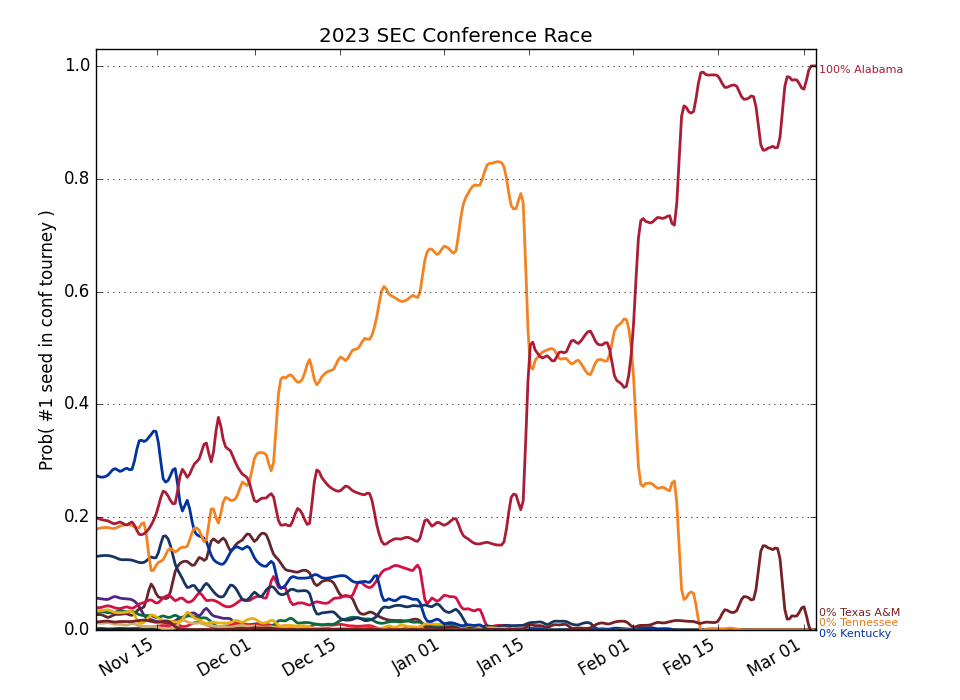 2023 SEC Conference Race
Prob( #1 seed in conf tourney )
1.0
0.8
0.6
0.4
0.2
0.0
Nov 15
Dec 01
Dec 15
Jan 01
Jan 15
Feb 01
Feb 15
Mar 01
100% Alabama
0% Texas A&M
0% Tennessee
0% Kentucky